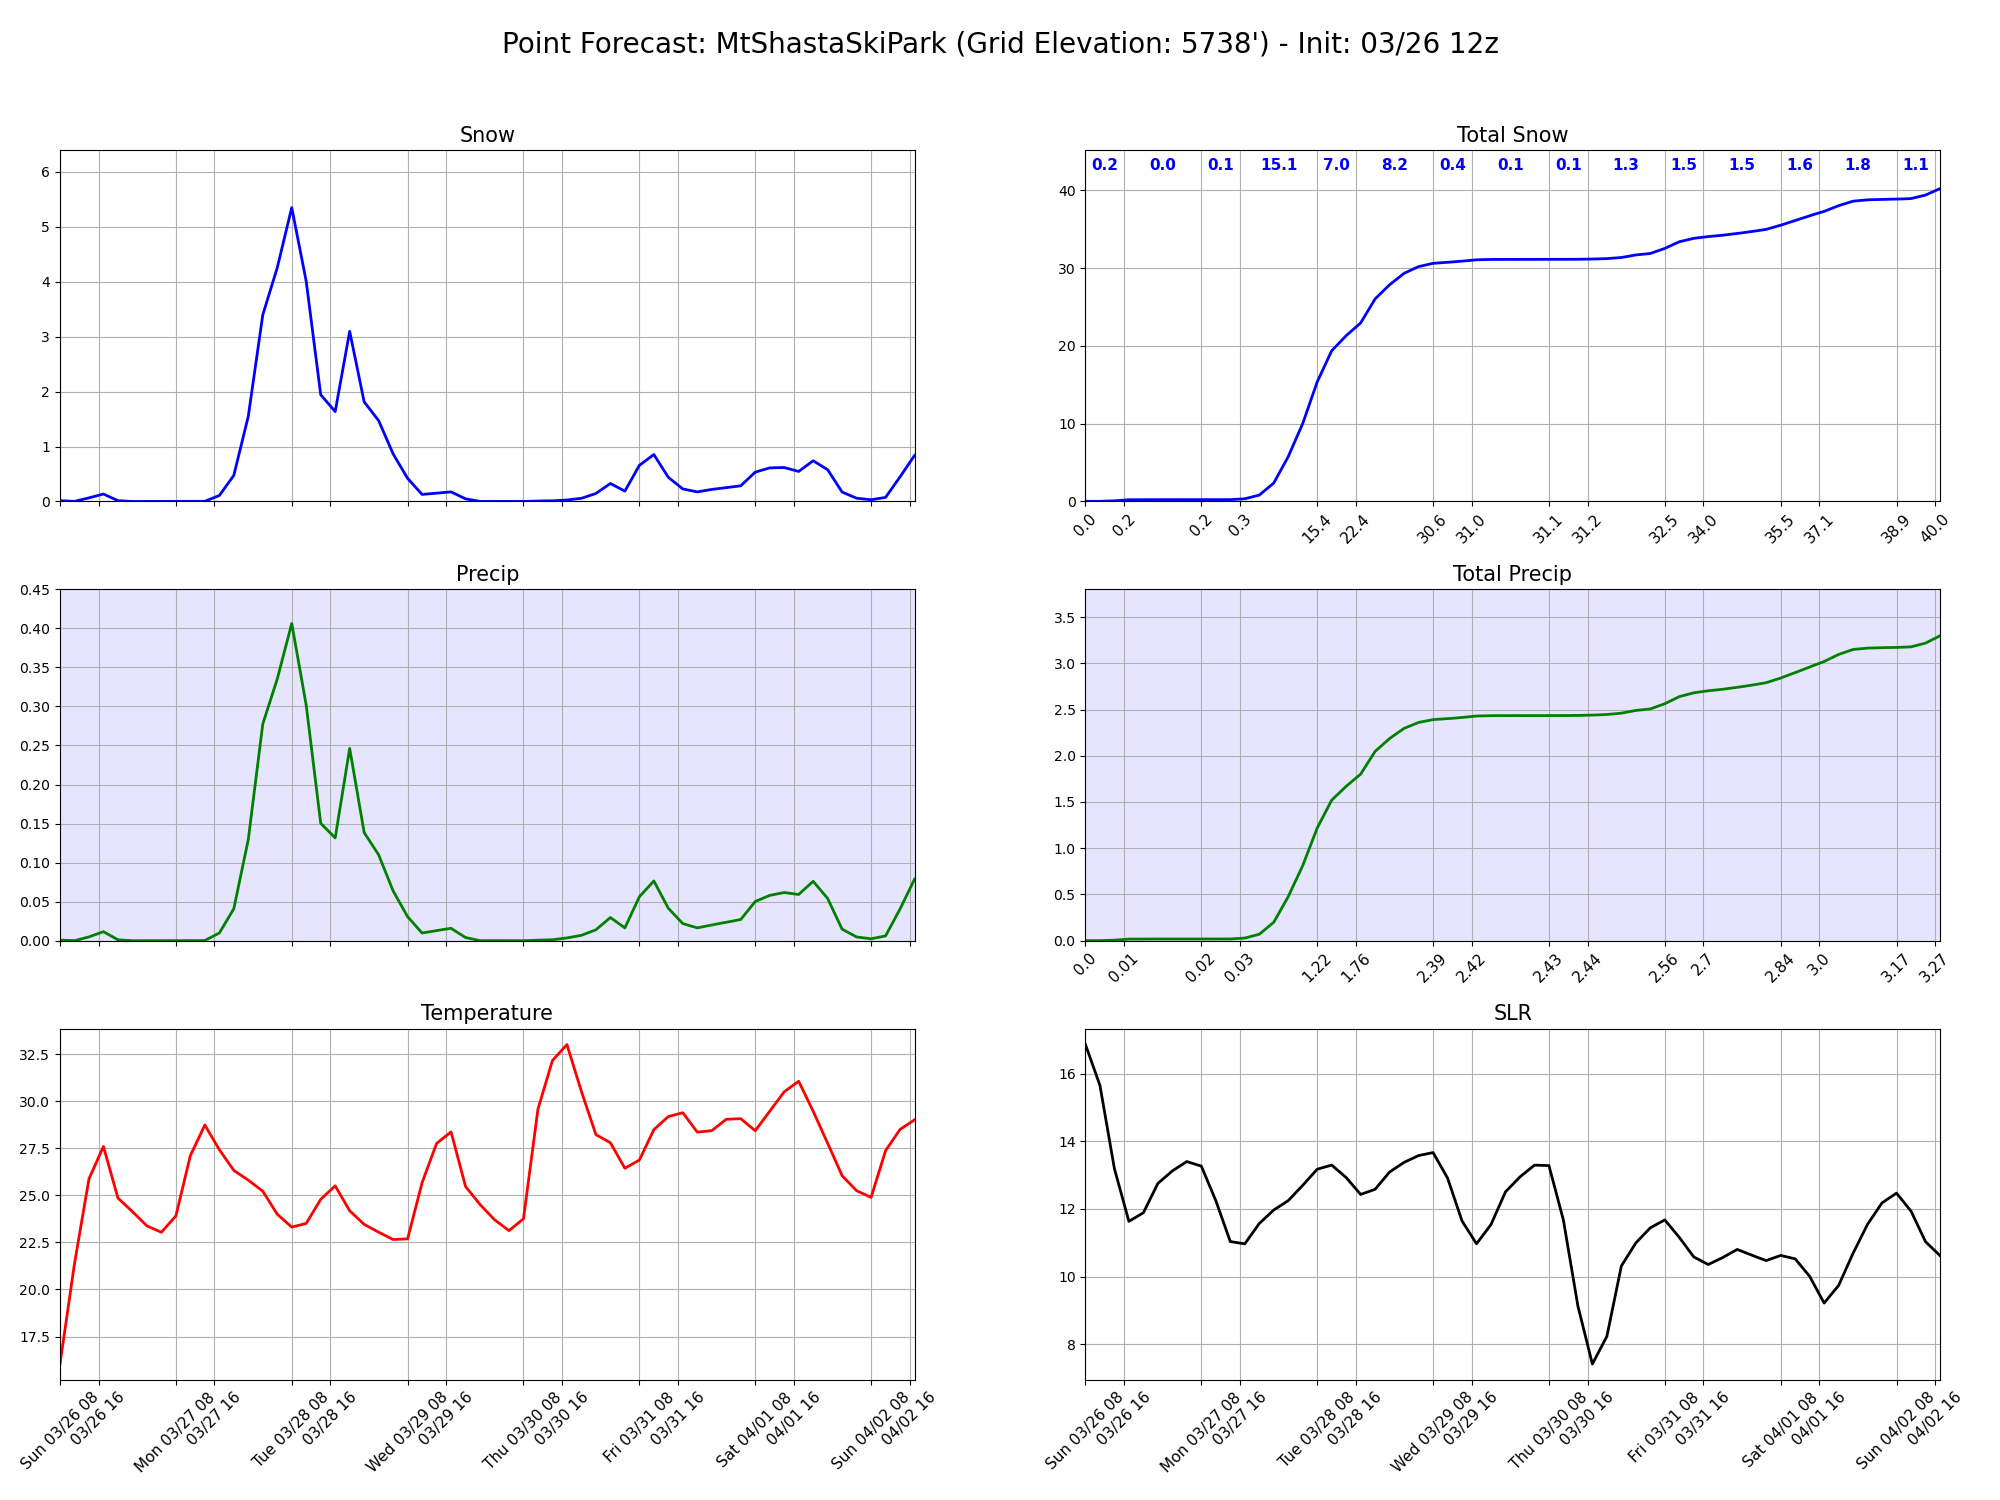 Point Forecast: MtShastaSkiPark (Grid Elevation: 5738') - Init: 03/26 12z
Snow
6
5
4
3
2
1
0
Total Snow
0.2 0.0 0.1 15.1 7.0 8.2 0.4 0.1 0.1 1.3 1.5 1.5 1.6 1.8 1.1
40
30
20
10
0
0.0 0.2 0.2 0.3 15.4 22.4 30.6 31.0 31.1 31.2 32.5 34.0 35.5 37.1 38.9 40.0
Precip
0.45
0.40
0.35
0.30
0.25
0.20
0.15
0.10
0.05
0.00
Total Precip
3.5
3.0
2.5
2.0
1.5
1.0
0.5
0.0
0.0 0.01 0.02 0.03 1.22 1.76 2.39 2.42 2.43 2.44 2.56 2.7 2.84 3.0 3.17 3.27
Temperature
32.5
30.0
27.5
25.0
22.5
20.0
17.5
Sun 03/26 08
03/26 16
Mon 03/27 08
03/27 16
Tue 03/28 08
03/28 16
Wed 03/29 08
03/29 16
Thu 03/30 08
03/30 16
Fri 03/31 08
03/31 16
Sat 04/01 08
04/01 16
Sun 04/02 08
04/02 16
SLR
16
14
12
10
8
Sun 03/26 08
03/26 16
Mon 03/27 08
03/27 16
Tue 03/28 08
03/28 16
Wed 03/29 08
03/29 16
Thu 03/30 08
03/30 16
Fri 03/31 08
03/31 16
Sat 04/01 08
04/01 16
Sun 04/02 08
04/02 16